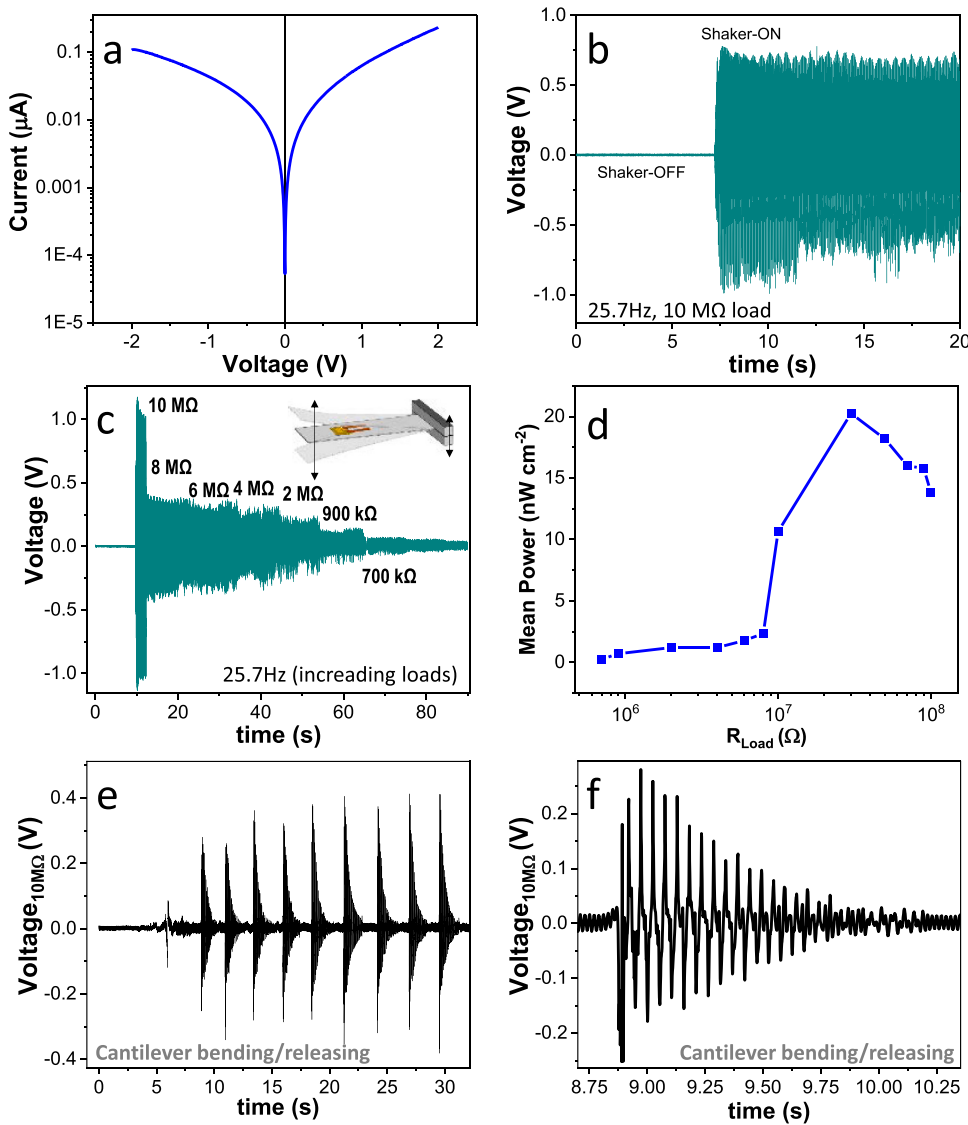 a
Current (µA)
0.1
0.01
0.001
1E-4
1E-5
-2 -1 0 1 2
Voltage (V)
b
Shaker-ON
Shaker-OFF
Voltage (V)
1.0
0.5
0.0
-0.5
-1.0
25.7Hz, 10 MΩ load
0 5 10 15 20
time (s)
c
10 MΩ
8 MΩ
6 MΩ
4 MΩ
2 MΩ
900 kΩ
700 kΩ
Voltage (V)
1.0
0.5
0.0
-0.5
-1.0
25.7Hz (increading loads)
0 20 40 60 80
time (s)
d
Mean Power (nW cm-2)
20
15
10
5
0
10^6 10^7 10^8
RLoad (Ω)
e
Voltage10MΩ (V)
0.4
0.2
0.0
-0.2
-0.4
Cantilever bending/releasing
0 5 10 15 20 25 30
time (s)
f
Voltage10MΩ (V)
0.2
0.1
0.0
-0.1
-0.2
Cantilever bending/releasing
8.75 9.00 9.25 9.50 9.75 10.00 10.25
time (s)